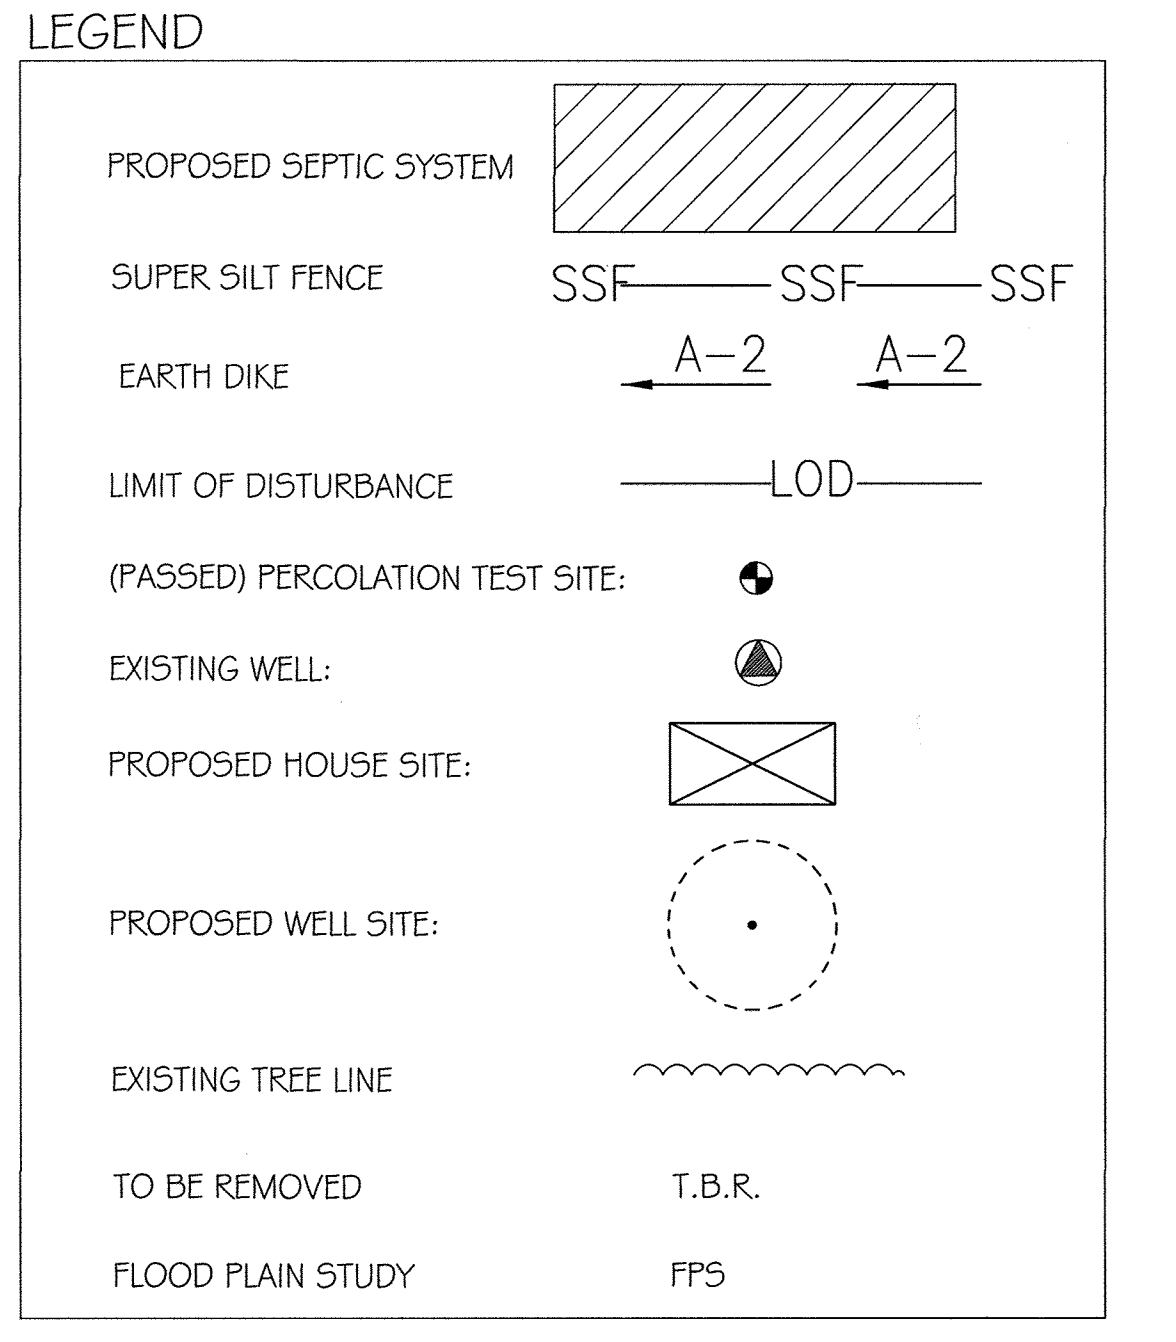 LEGEND
PROPOSED SEPTIC SYSTEM
SUPER SILT FENCE SSF SSF SSF
EARTH DIKE A-2 A-2
LIMIT OF DISTURBANCE LOD
(PASSED) PERCOLATION TEST SITE:
EXISTING WELL:
PROPOSED HOUSE SITE:
PROPOSED WELL SITE:
EXISTING TREE LINE
TO BE REMOVED T.B.R.
FLOOD PLAIN STUDY FPS